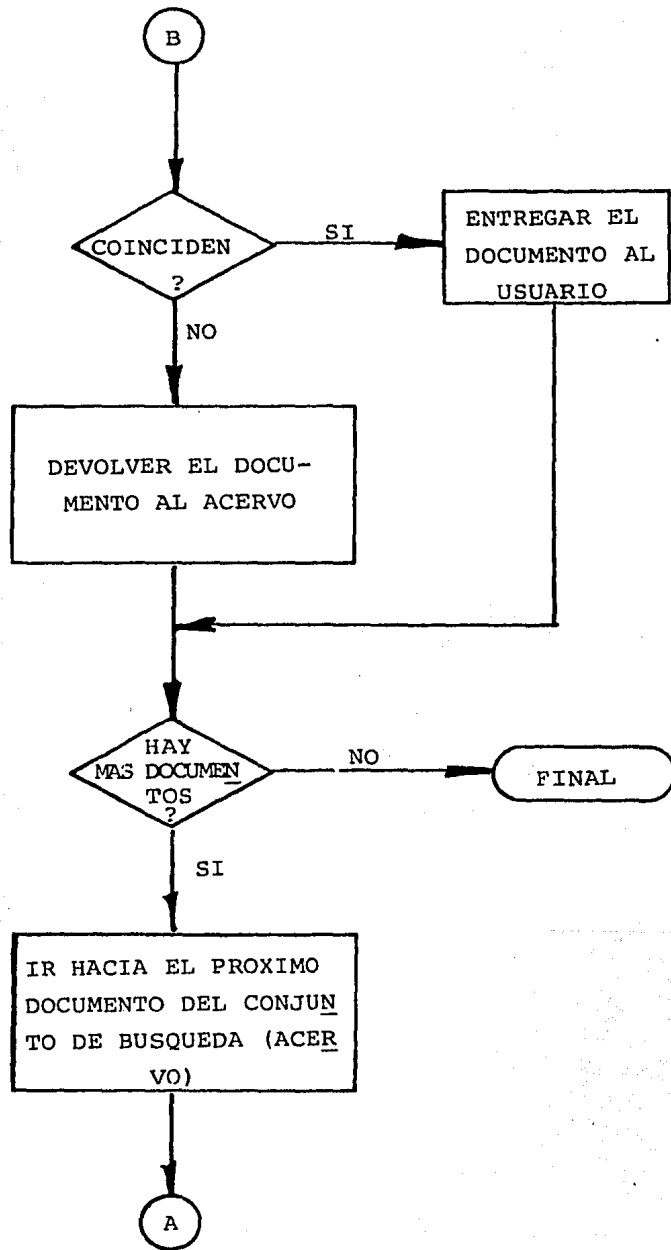 B
COINCIDEN
?
SI
ENTREGAR EL
DOCUMENTO AL
USUARIO
NO
DEVOLVER EL DOCU-
MENTO AL ACERVO
HAY
MAS DOCUMEN
TOS
?
NO
FINAL
SI
IR HACIA EL PROXIMO
DOCUMENTO DEL CONJUN
TO DE BUSQUEDA (ACER
VO)
A